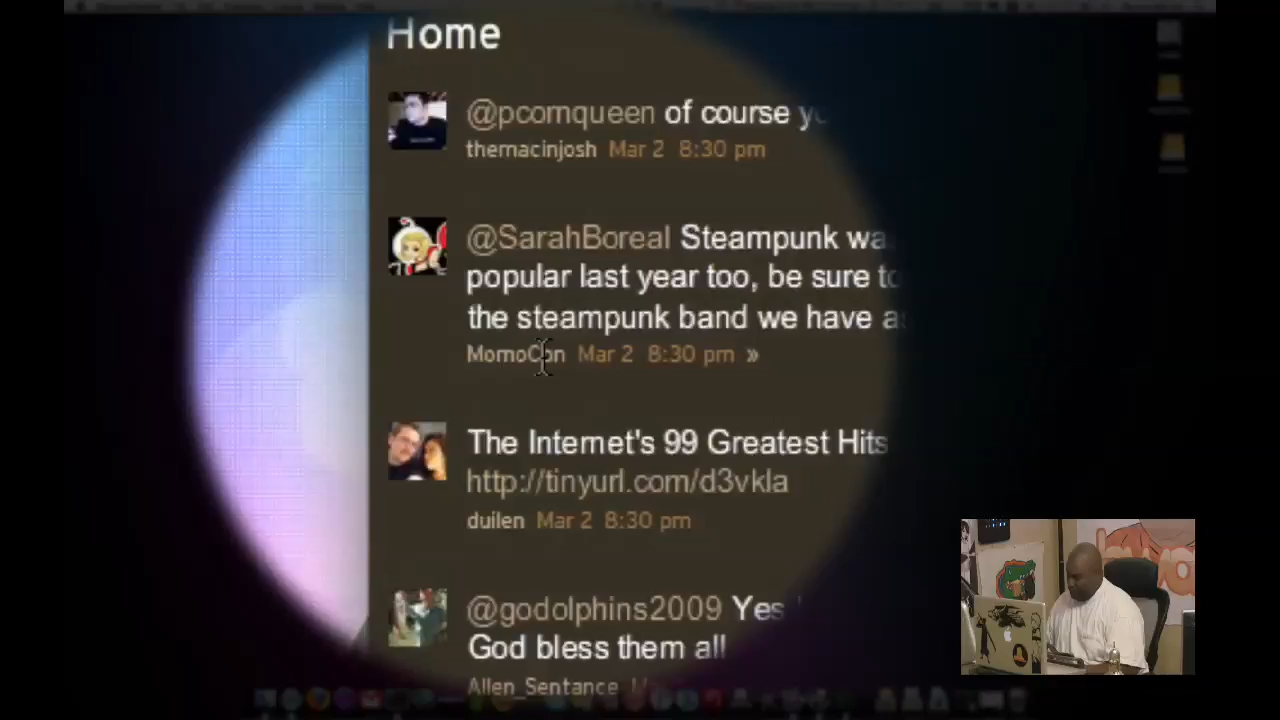 Home
@pcornqueen of course
themacinjosh Mar 2 8:30 pm
@SarahBoreal Steampunk
popular last year too, be sure to
the steampunk band we have
MomoCon Mar 2 8:30 pm »
The Internet's 99 Greatest Hits
http://tinyurl.com/d3vkla
duilen Mar 2 8:30 pm
@godolphins2009 Yes
God bless them all
Allen_Sentance